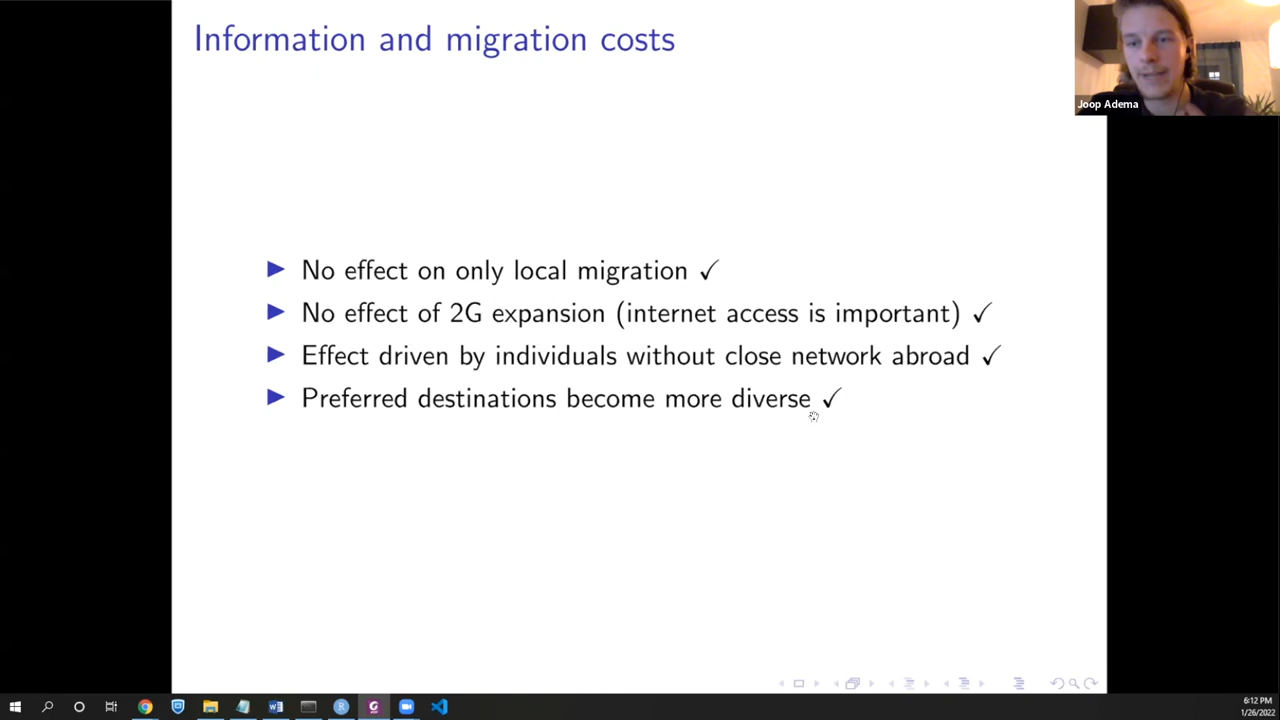 Information and migration costs
Joop Adema
▶ No effect on only local migration ✓
▶ No effect of 2G expansion (internet access is important) ✓
▶ Effect driven by individuals without close network abroad ✓
▶ Preferred destinations become more diverse ✓
6:12 PM
1/26/2022